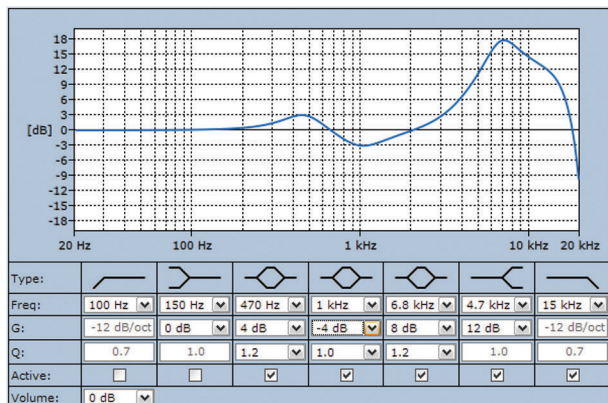 18
15
12
9
6
3
[dB] 0
-3
-6
-9
-12
-15
-18
20 Hz 100 Hz 1 kHz 10 kHz 20 kHz
Type:
Freq: 100 Hz 150 Hz 470 Hz 1 kHz 6.8 kHz 4.7 kHz 15 kHz
G: -12 dB/oct 0 dB 4 dB -4 dB 8 dB 12 dB -12 dB/oct
Q: 0.7 1.0 1.2 1.0 1.2 1.0 0.7
Active:
Volume: 0 dB